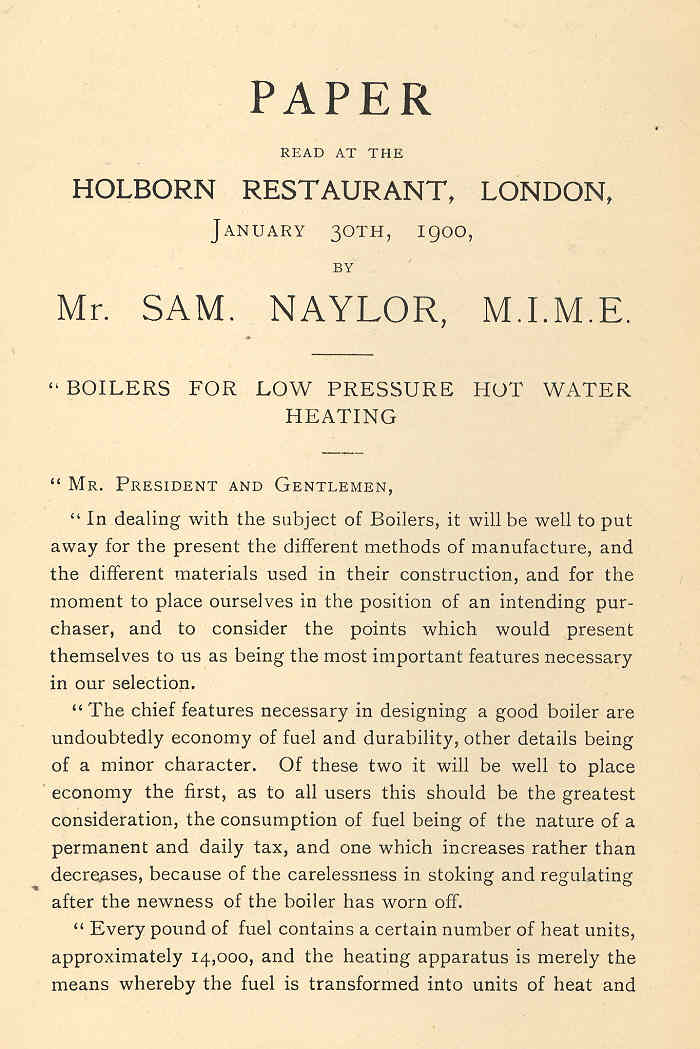 PAPER
READ AT THE
HOLBORN RESTAURANT, LONDON,
JANUARY 30TH, 1900,
BY
Mr. SAM. NAYLOR, M.I.M.E.
“BOILERS FOR LOW PRESSURE HOT WATER
HEATING
“ MR. PRESIDENT AND GENTLEMEN,
“ In dealing with the subject of Boilers, it will be well to put
away for the present the different methods of manufacture, and
the different materials used in their construction, and for the
moment to place ourselves in the position of an intending pur-
chaser, and to consider the points which would present
themselves to us as being the most important features necessary
in our selection.
“ The chief features necessary in designing a good boiler are
undoubtedly economy of fuel and durability, other details being
of a minor character. Of these two it will be well to place
economy the first, as to all users this should be the greatest
consideration, the consumption of fuel being of the nature of a
permanent and daily tax, and one which increases rather than
decreases, because of the carelessness in stoking and regulating
after the newness of the boiler has worn off.
“ Every pound of fuel contains a certain number of heat units,
approximately 14,000, and the heating apparatus is merely the
means whereby the fuel is transformed into units of heat and